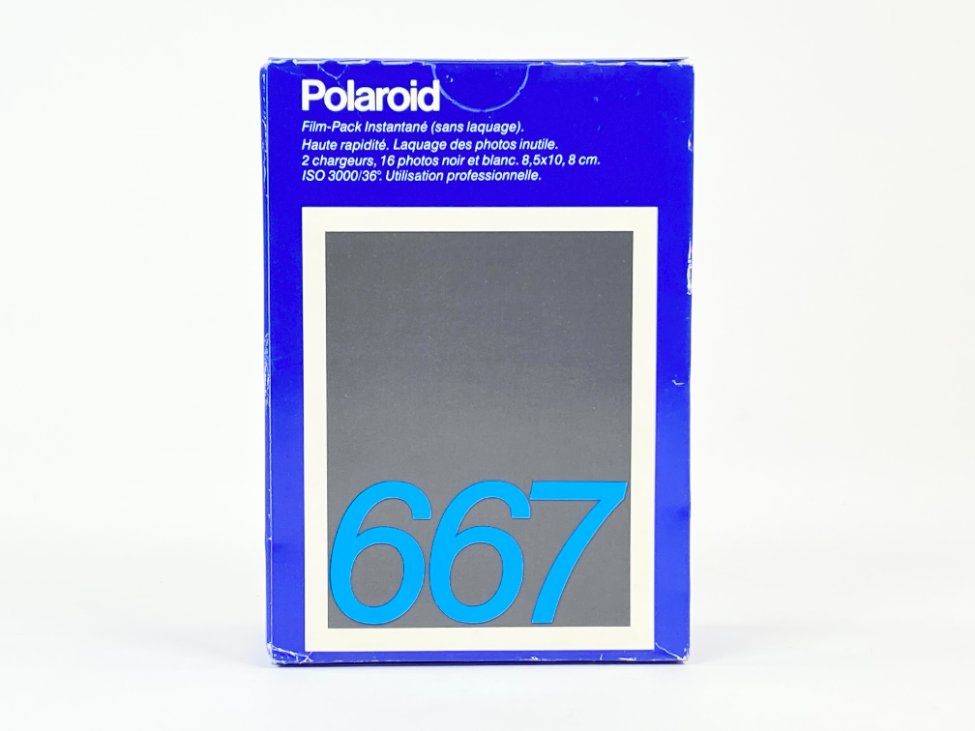 Polaroid
Film-Pack Instantané (sans laquage).
Haute rapidité. Laquage des photos inutile.
2 chargeurs, 16 photos noir et blanc. 8,5x10, 8 cm.
ISO 3000/36°. Utilisation professionnelle.
667